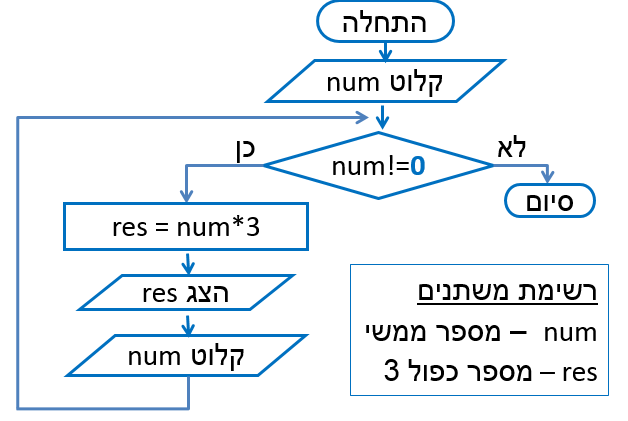 התחלה
קלוט num
num!=0
כן
לא
סיום
res = num*3
הצג res
קלוט num
רשימת משתנים
num – מספר ממשי
res – מספר כפול 3